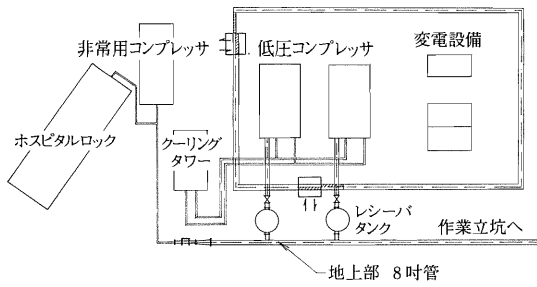 非常用コンプレッサ
低圧コンプレッサ
変電設備
ホスピタルロック
クーリング
タワー
レシーバ
タンク
作業立坑へ
地上部 8吋管